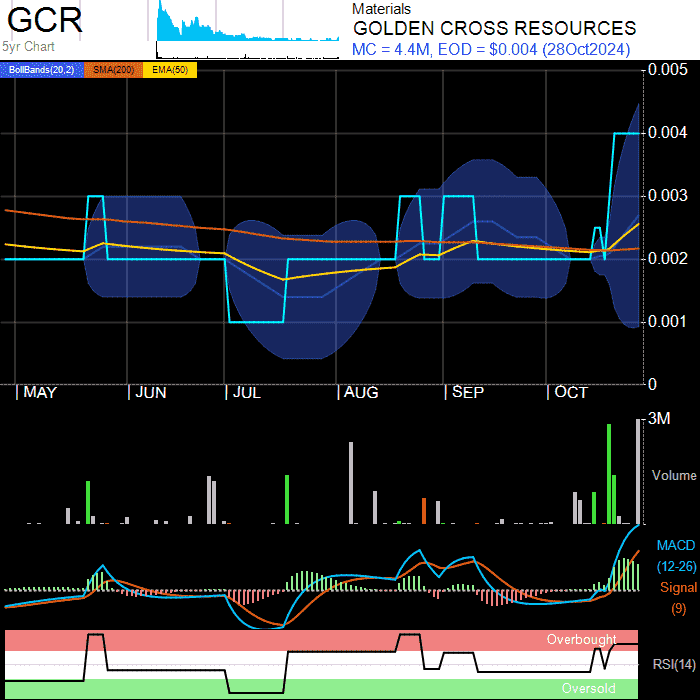 GCR
5yr Chart
Materials
GOLDEN CROSS RESOURCES
MC = 4.4M, EOD = $0.004 (28Oct2024)
BollBands(20,2) SMA(200) EMA(50)
0.005
0.004
0.003
0.002
0.001
0
MAY JUN JUL AUG SEP OCT
3M
Volume
MACD
(12-26)
Signal
(9)
Overbought
RSI(14)
Oversold